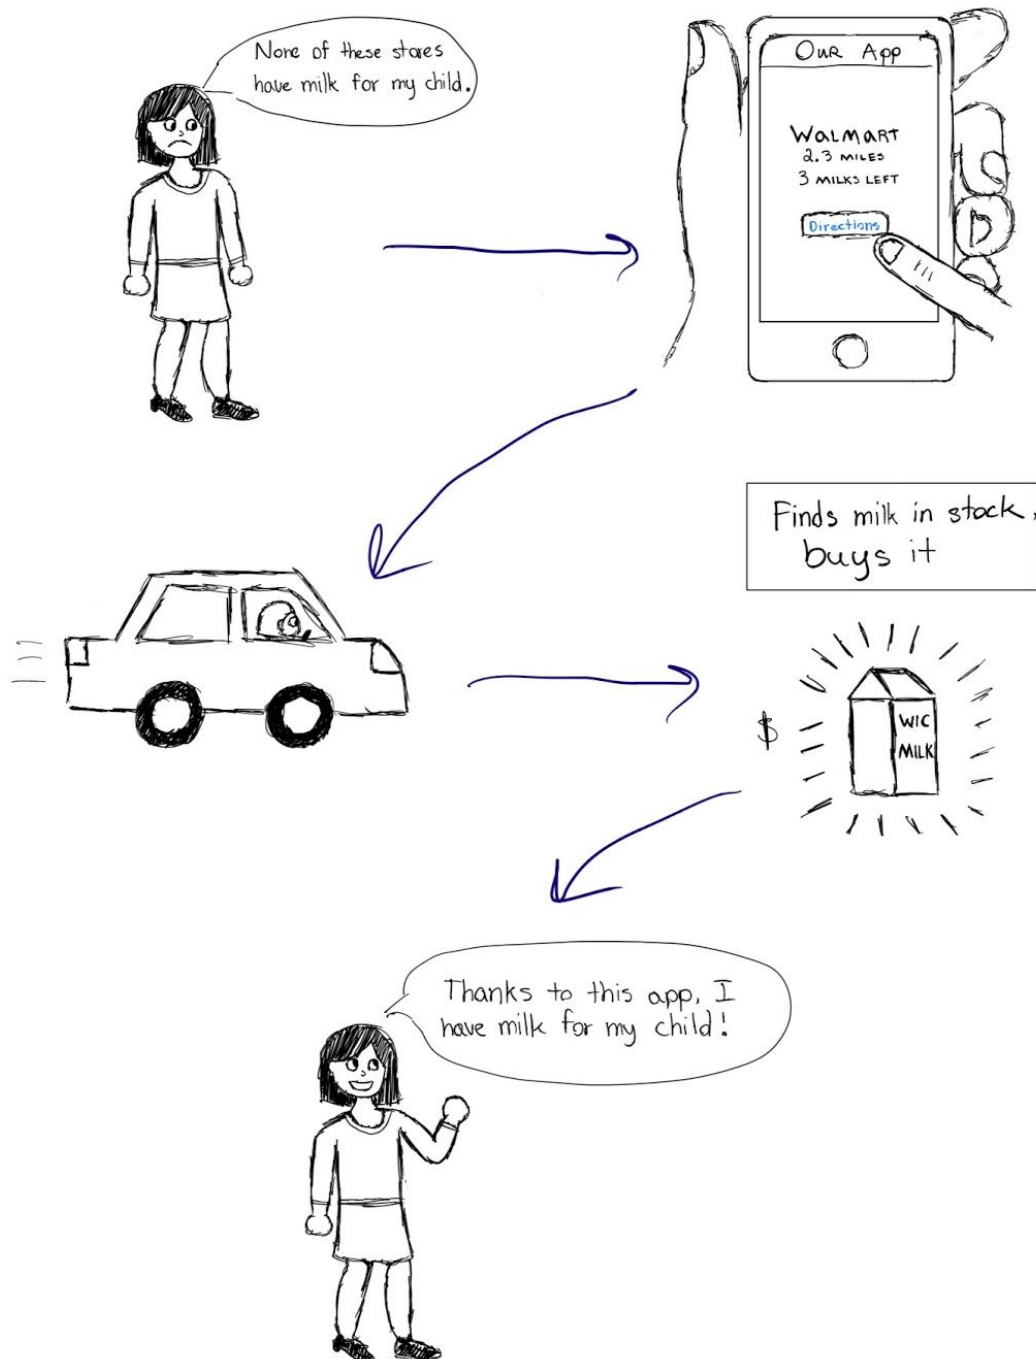 None of these stores
have milk for my child.
Our App
Walmart
2.3 miles
3 milks left
Directions
Finds milk in stock,
buys it
$
WIC
MILK
Thanks to this app, I
have milk for my child!